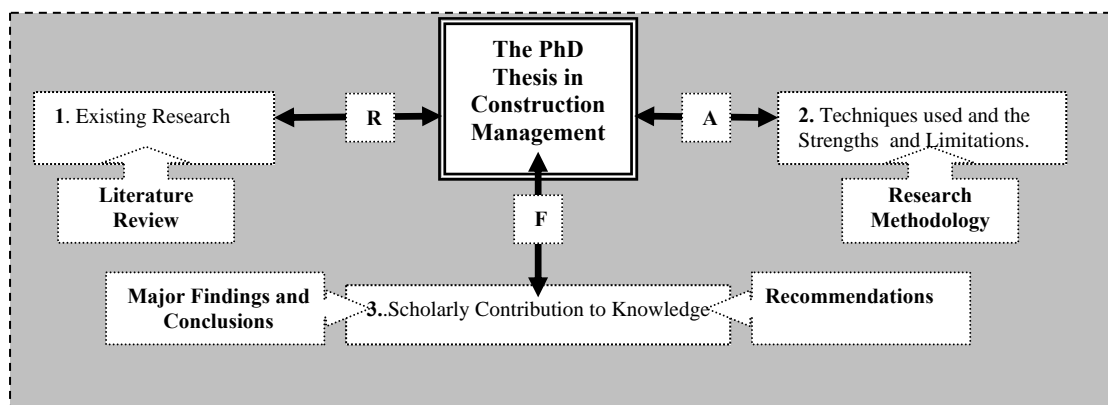 The PhD
Thesis in
Construction
Management
1. Existing Research
R
A
2. Techniques used and the
Strengths and Limitations.
Literature
Review
F
Research
Methodology
Major Findings and
Conclusions
3..Scholarly Contribution to Knowledge
Recommendations